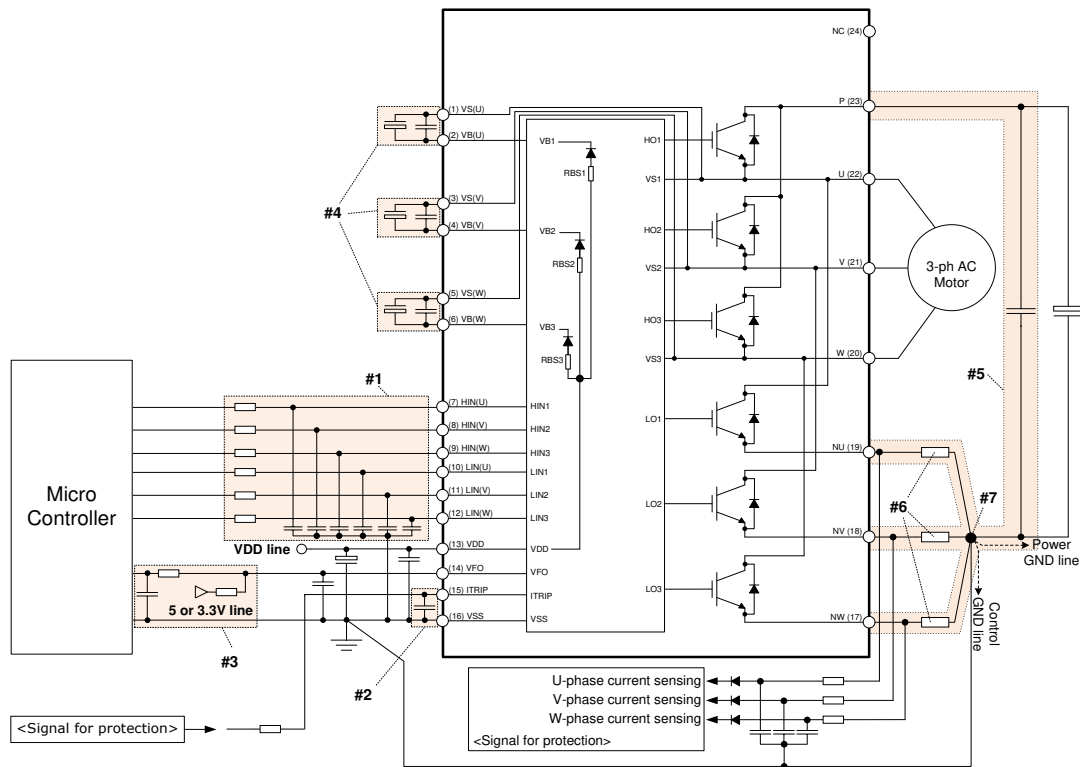 NC (24)
P (23)
(1) VS(U)
(2) VB(U)
VB1
HO1
RBS1
U (22)
VS1
(3) VS(V)
#4
(4) VB(V)
VB2
HO2
RBS2
V (21)
VS2
3-ph AC
Motor
(5) VS(W)
(6) VB(W)
VB3
HO3
RBS3
W (20)
VS3
#5
#1
(7) HIN(U)
HIN1
(8) HIN(V)
HIN2
LO1
(9) HIN(W)
HIN3
(10) LIN(U)
LIN1
NU (19)
(11) LIN(V)
LIN2
(12) LIN(W)
LIN3
LO2
Micro
Controller
#6
#7
NV (18)
Power
GND line
VDD line
(13) VDD
VDD
(14) VFO
VFO
(15) ITRIP
ITRIP
(16) VSS
VSS
LO3
5 or 3.3V line
#3
#2
NW (17)
Control
GND line
U-phase current sensing
V-phase current sensing
W-phase current sensing
<Signal for protection>
<Signal for protection>